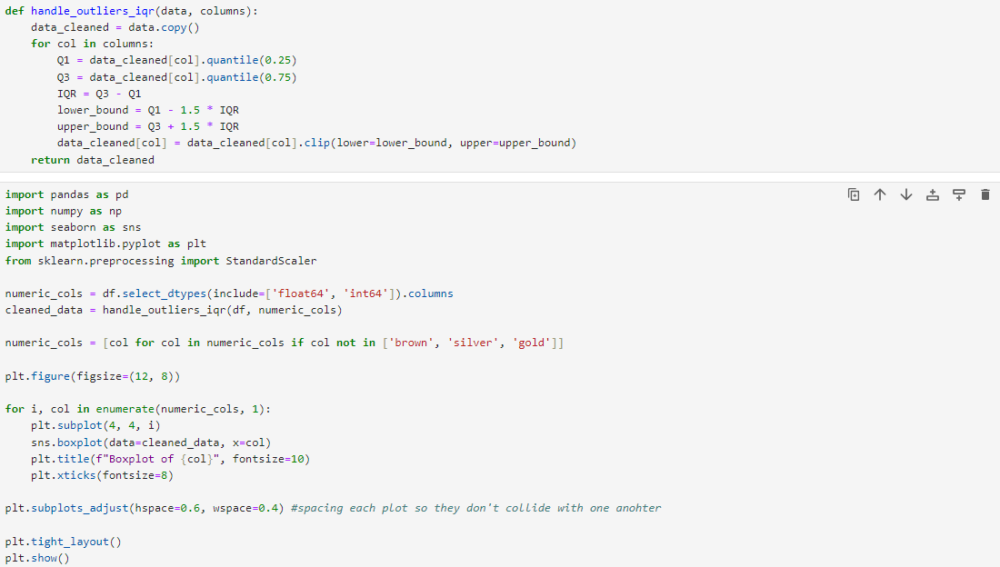 def handle_outliers_iqr(data, columns):
    data_cleaned = data.copy()
    for col in columns:
        Q1 = data_cleaned[col].quantile(0.25)
        Q3 = data_cleaned[col].quantile(0.75)
        IQR = Q3 - Q1
        lower_bound = Q1 - 1.5 * IQR
        upper_bound = Q3 + 1.5 * IQR
        data_cleaned[col] = data_cleaned[col].clip(lower=lower_bound, upper=upper_bound)
    return data_cleaned
import pandas as pd
import numpy as np
import seaborn as sns
import matplotlib.pyplot as plt
from sklearn.preprocessing import StandardScaler
numeric_cols = df.select_dtypes(include=['float64', 'int64']).columns
cleaned_data = handle_outliers_iqr(df, numeric_cols)
numeric_cols = [col for col in numeric_cols if col not in ['brown', 'silver', 'gold']]
plt.figure(figsize=(12, 8))
for i, col in enumerate(numeric_cols, 1):
    plt.subplot(4, 4, i)
    sns.boxplot(data=cleaned_data, x=col)
    plt.title(f"Boxplot of {col}", fontsize=10)
    plt.xticks(fontsize=8)
plt.subplots_adjust(hspace=0.6, wspace=0.4) #spacing each plot so they don't collide with one anohter
plt.tight_layout()
plt.show()